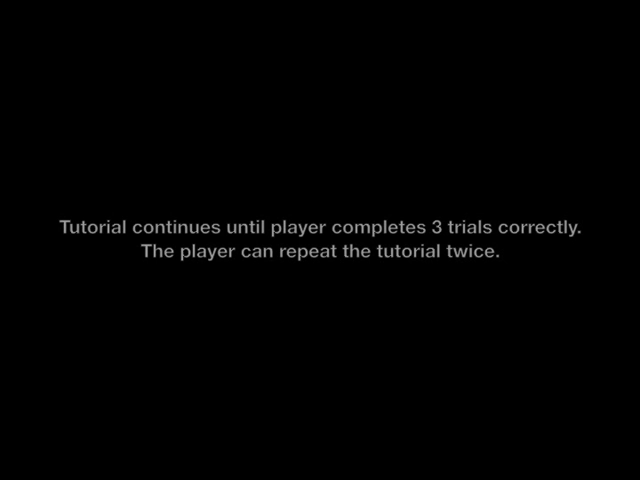 Tutorial continues until player completes 3 trials correctly.
The player can repeat the tutorial twice.